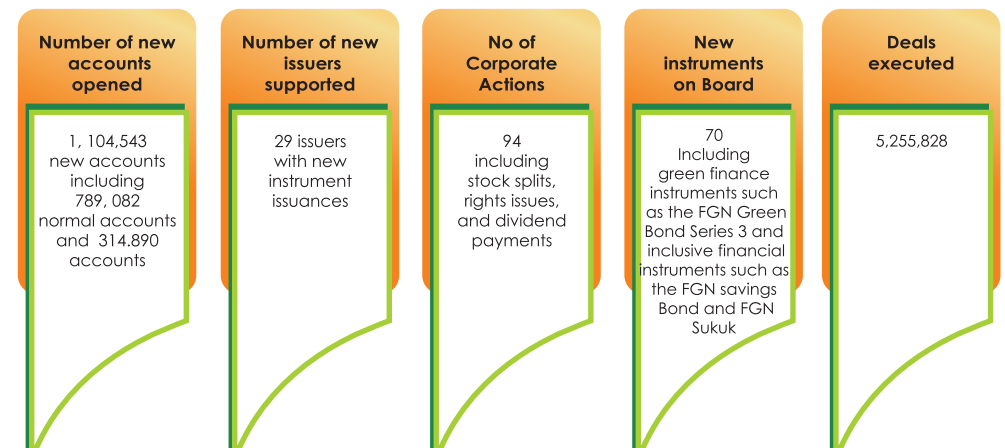 Number of new
accounts
opened
1, 104,543
new accounts
including
789, 082
normal accounts
and 314.890
accounts
Number of new
issuers
supported
29 issuers
with new
instrument
issuances
No of
Corporate
Actions
94
including
stock splits,
rights issues,
and dividend
payments
New
instruments
on Board
70
Including
green finance
instruments such
as the FGN Green
Bond Series 3 and
inclusive financial
instruments such as
the FGN savings
Bond and FGN
Sukuk
Deals
executed
5,255,828